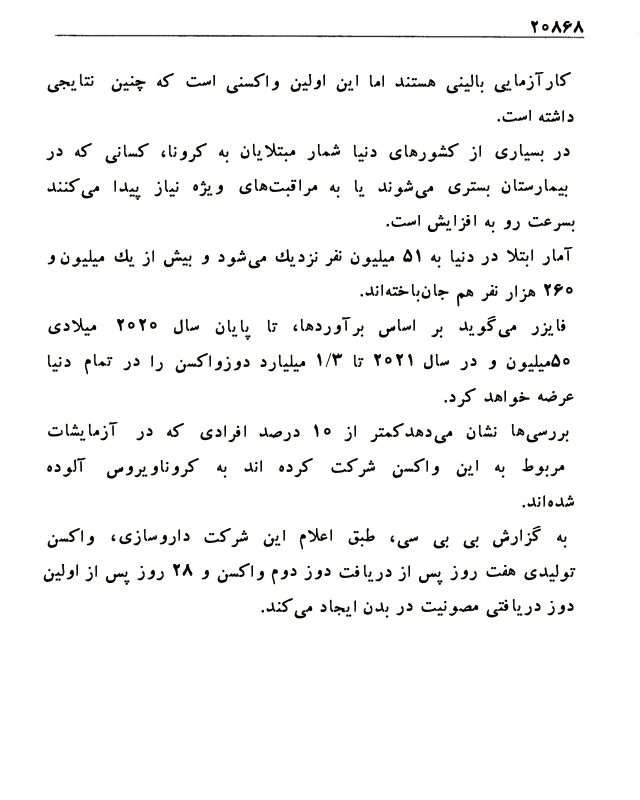 ۲۰۸۶۸
کارآزمایی بالینی هستند اما این اولین واکسنی است که چنین نتایجی
داشته است.
در بسیاری از کشورهای دنیا شمار مبتلایان به کرونا، کسانی که در
بیمارستان بستری می‌شوند یا به مراقبت‌های ویژه نیاز پیدا می‌کنند
بسرعت رو به افزایش است.
آمار ابتلا در دنیا به ۵۱ میلیون نفر نزدیك می‌شود و بیش از یك میلیون و
۲۶۰ هزار نفر هم جان‌باخته‌اند.
فایزر می‌گوید بر اساس برآوردها، تا پایان سال ۲۰۲۰ میلادی
۵۰میلیون و در سال ۲۰۲۱ تا ۱/۳ میلیارد دوزواکسن را در تمام دنیا
عرضه خواهد کرد.
بررسی‌ها نشان می‌دهدکمتر از ۱۰ درصد افرادی که در آزمایشات
مربوط به این واکسن شرکت کرده اند به کروناویروس آلوده
شده‌اند.
به گزارش بی بی سی، طبق اعلام این شرکت داروسازی، واکسن
تولیدی هفت روز پس از دریافت دوز دوم واکسن و ۲۸ روز پس از اولین
دوز دریافتی مصونیت در بدن ایجاد می‌کند.